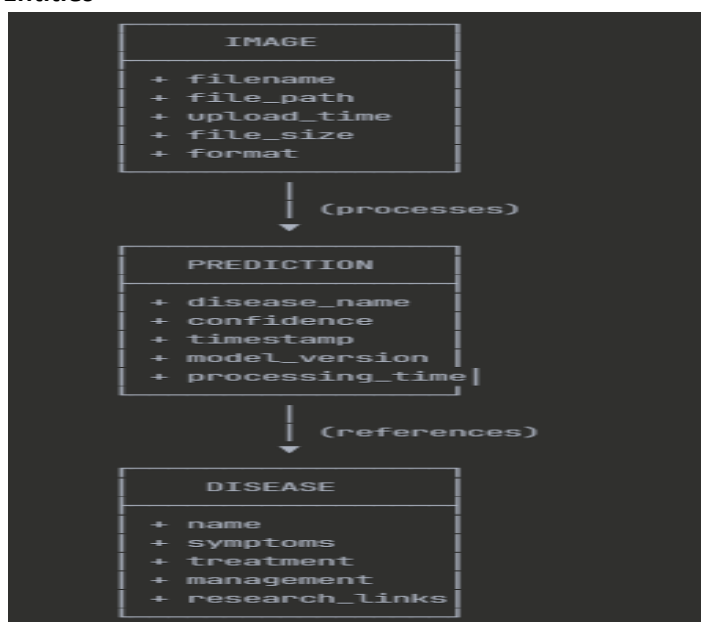 Entities
IMAGE
+ filename
+ file_path
+ upload_time
+ file_size
+ format
(processes)
PREDICTION
+ disease_name
+ confidence
+ timestamp
+ model_version
+ processing_time
(references)
DISEASE
+ name
+ symptoms
+ treatment
+ management
+ research_links